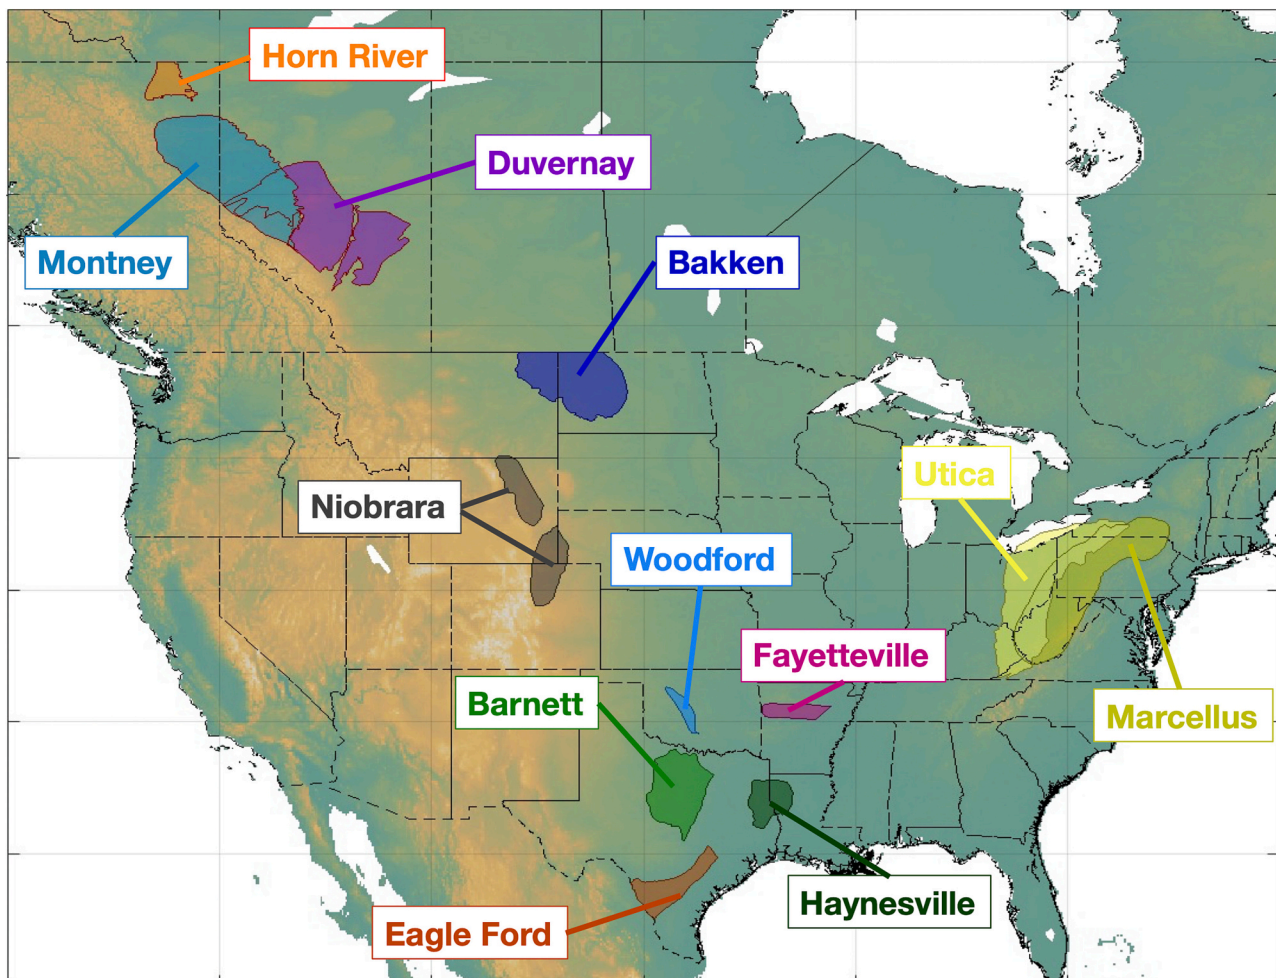 Horn River
Duvernay
Montney
Bakken
Utica
Niobrara
Woodford
Fayetteville
Barnett
Marcellus
Haynesville
Eagle Ford